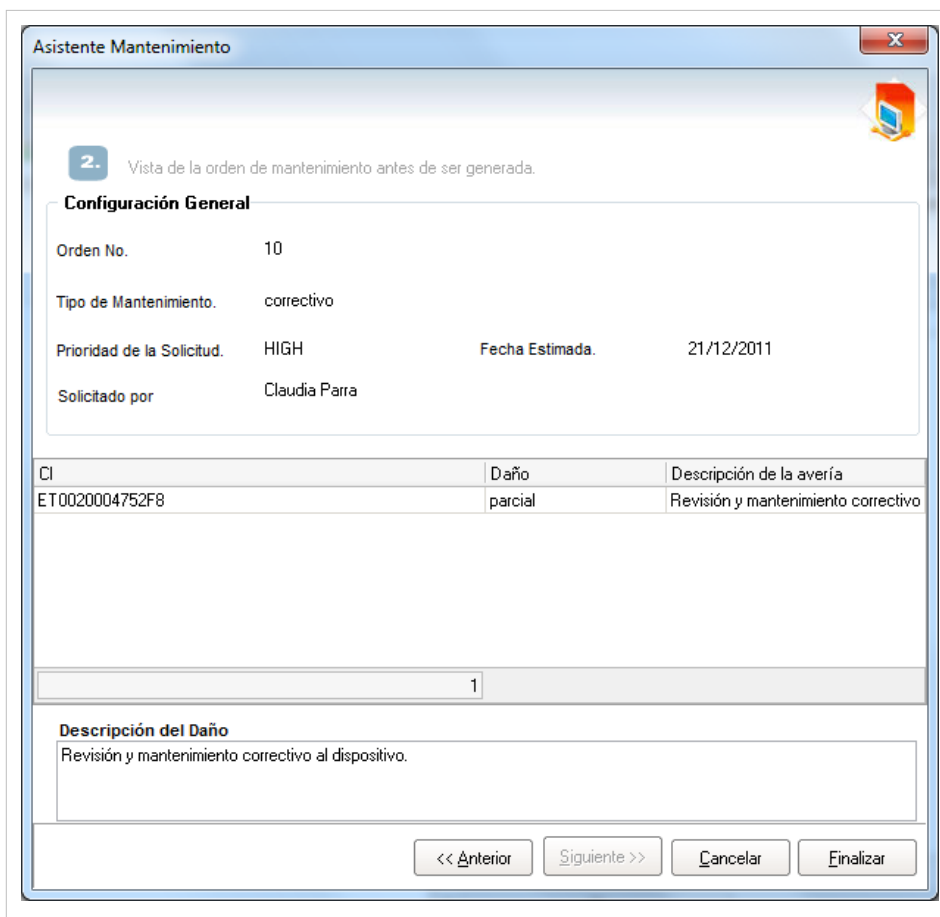 Asistente Mantenimiento
2. Vista de la orden de mantenimiento antes de ser generada.
Configuración General
Orden No. 10
Tipo de Mantenimiento. correctivo
Prioridad de la Solicitud. HIGH Fecha Estimada. 21/12/2011
Solicitado por Claudia Parra
CI Daño Descripción de la avería
ET0020004752F8 parcial Revisión y mantenimiento correctivo
1
Descripción del Daño
Revisión y mantenimiento correctivo al dispositivo.
<< Anterior Siguiente >> Cancelar Finalizar